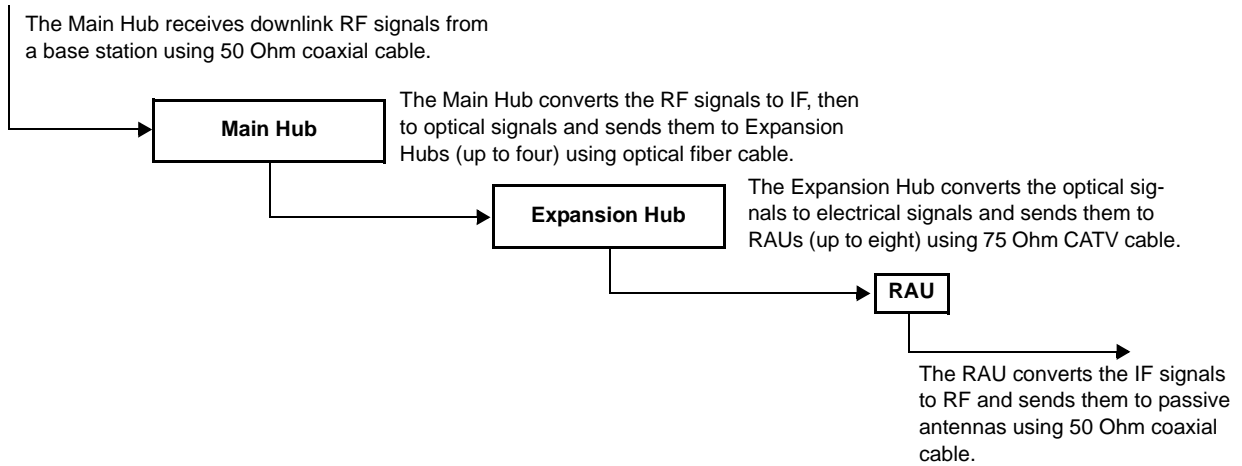 The Main Hub receives downlink RF signals from
a base station using 50 Ohm coaxial cable.
Main Hub
The Main Hub converts the RF signals to IF, then
to optical signals and sends them to Expansion
Hubs (up to four) using optical fiber cable.
Expansion Hub
The Expansion Hub converts the optical sig-
nals to electrical signals and sends them to
RAUs (up to eight) using 75 Ohm CATV cable.
RAU
The RAU converts the IF signals
to RF and sends them to passive
antennas using 50 Ohm coaxial
cable.